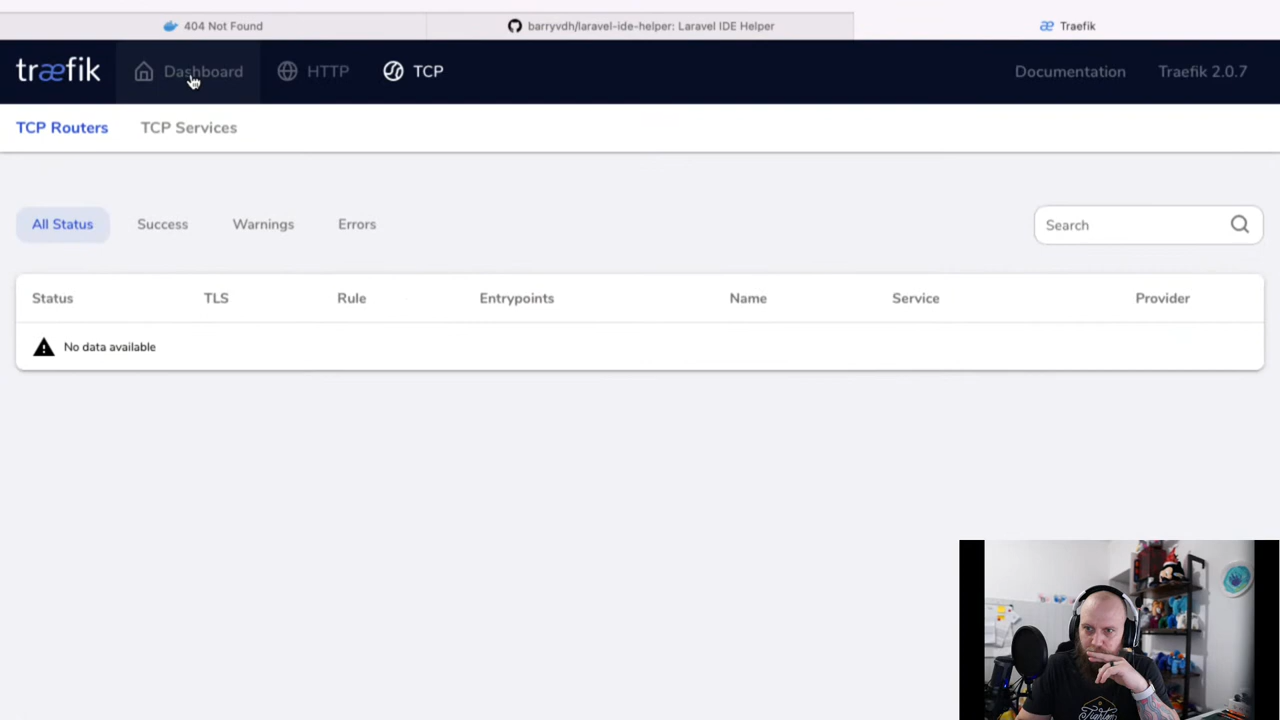 404 Not Found
barryvdh/laravel-ide-helper: Laravel IDE Helper
Traefik
træfik
Dashboard
HTTP
TCP
Documentation
Traefik 2.0.7
TCP Routers
TCP Services
All Status
Success
Warnings
Errors
Search
Status
TLS
Rule
Entrypoints
Name
Service
Provider
No data available